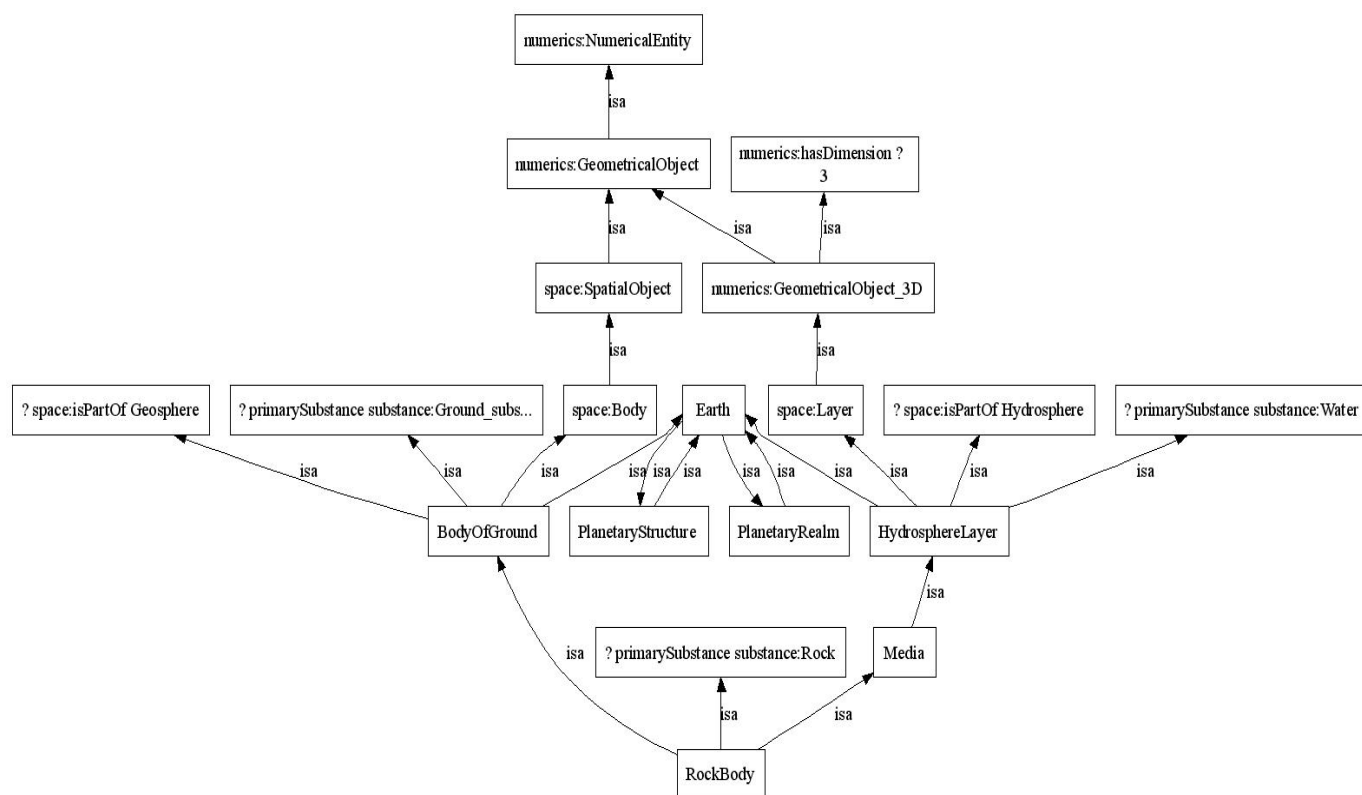 numerics:NumericalEntity
isa
numerics:GeometricalObject
numerics:hasDimension ?
3
isa
isa
isa
space:SpatialObject
numerics:GeometricalObject_3D
isa
isa
? space:isPartOf Geosphere
? primarySubstance substance:Ground_subs...
space:Body
Earth
space:Layer
? space:isPartOf Hydrosphere
? primarySubstance substance:Water
isa
isa
isa
isa
isa
isa
isa
isa
isa
isa
isa
isa
BodyOfGround
PlanetaryStructure
PlanetaryRealm
HydrosphereLayer
isa
isa
? primarySubstance substance:Rock
Media
isa
isa
RockBody